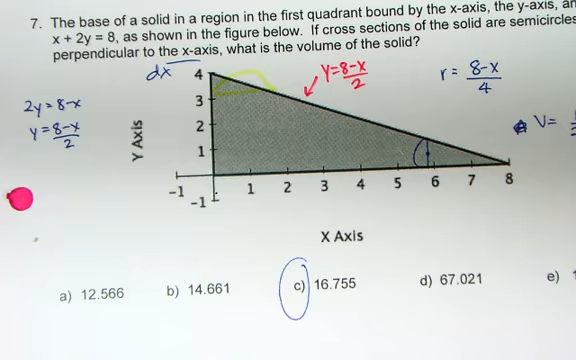 7. The base of a solid in a region in the first quadrant bound by the x-axis, the y-axis, an
x + 2y = 8, as shown in the figure below. If cross sections of the solid are semicircles
perpendicular to the x-axis, what is the volume of the solid?
dx
y=8-x/2
r = 8-x/4
2y=8-x
y=8-x/2
V=
4
3
2
1
-1
-1 1 2 3 4 5 6 7 8
Y Axis
X Axis
a) 12.566 b) 14.661 c) 16.755 d) 67.021 e)